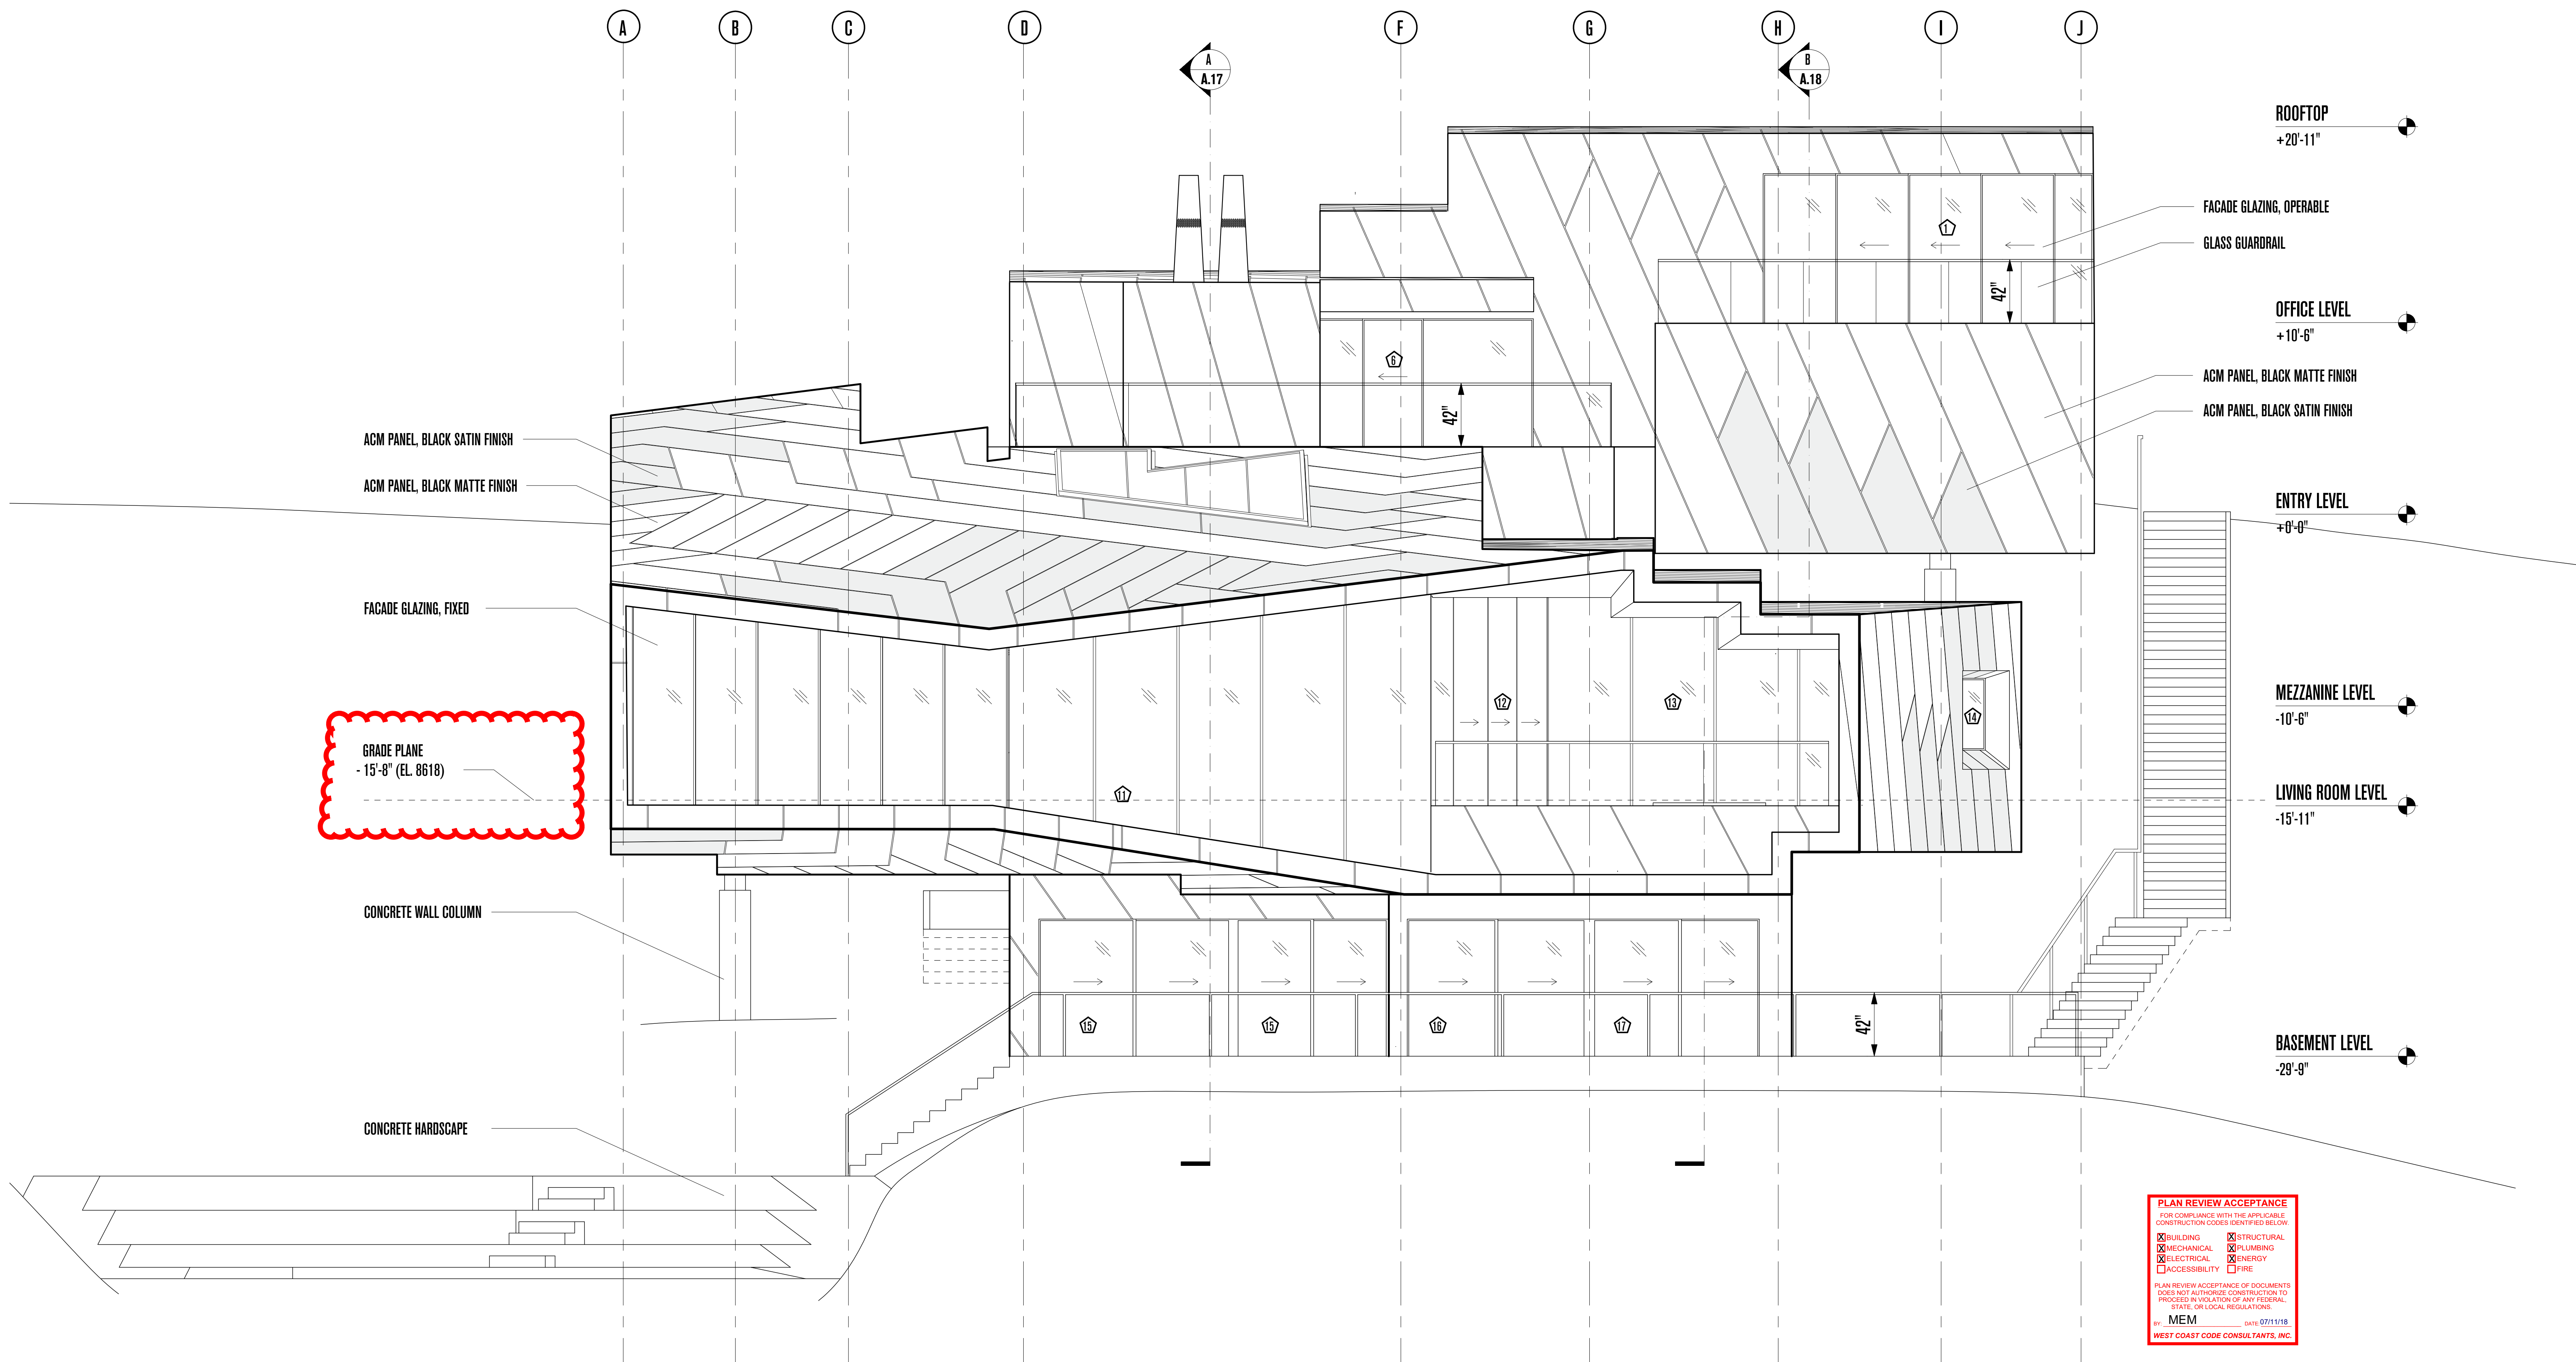 A
B
C
D
F
G
H
I
J
A
A.17
B
A.18
ROOFTOP
+20'-11"
FACADE GLAZING, OPERABLE
GLASS GUARDRAIL
1
42"
OFFICE LEVEL
+10'-6"
6
42"
ACM PANEL, BLACK MATTE FINISH
ACM PANEL, BLACK SATIN FINISH
ACM PANEL, BLACK SATIN FINISH
ACM PANEL, BLACK MATTE FINISH
ENTRY LEVEL
+0'-0"
FACADE GLAZING, FIXED
MEZZANINE LEVEL
-10'-6"
12
13
14
GRADE PLANE
- 15'-8" (EL. 8618)
11
LIVING ROOM LEVEL
-15'-11"
CONCRETE WALL COLUMN
15
15
16
17
42"
BASEMENT LEVEL
-29'-9"
CONCRETE HARDSCAPE
PLAN REVIEW ACCEPTANCE
FOR COMPLIANCE WITH THE APPLICABLE
CONSTRUCTION CODES IDENTIFIED BELOW.
X BUILDING X STRUCTURAL
X MECHANICAL X PLUMBING
X ELECTRICAL X ENERGY
ACCESSIBILITY FIRE
PLAN REVIEW ACCEPTANCE OF DOCUMENTS
DOES NOT AUTHORIZE CONSTRUCTION TO
PROCEED IN VIOLATION OF ANY FEDERAL,
STATE, OR LOCAL REGULATIONS.
BY MEM DATE 07/11/18
WEST COAST CODE CONSULTANTS, INC.